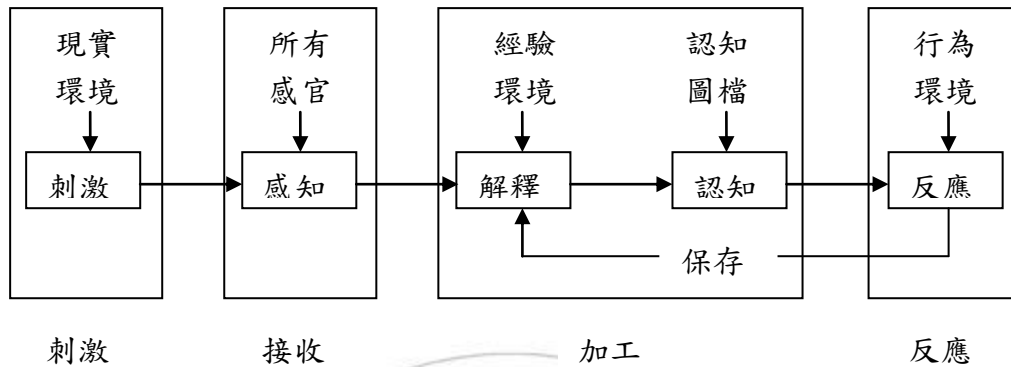 現實 所有 經驗 認知 行為
環境 感官 環境 圖檔 環境
刺激 感知 解釋 認知 反應
保存
刺激 接收 加工 反應